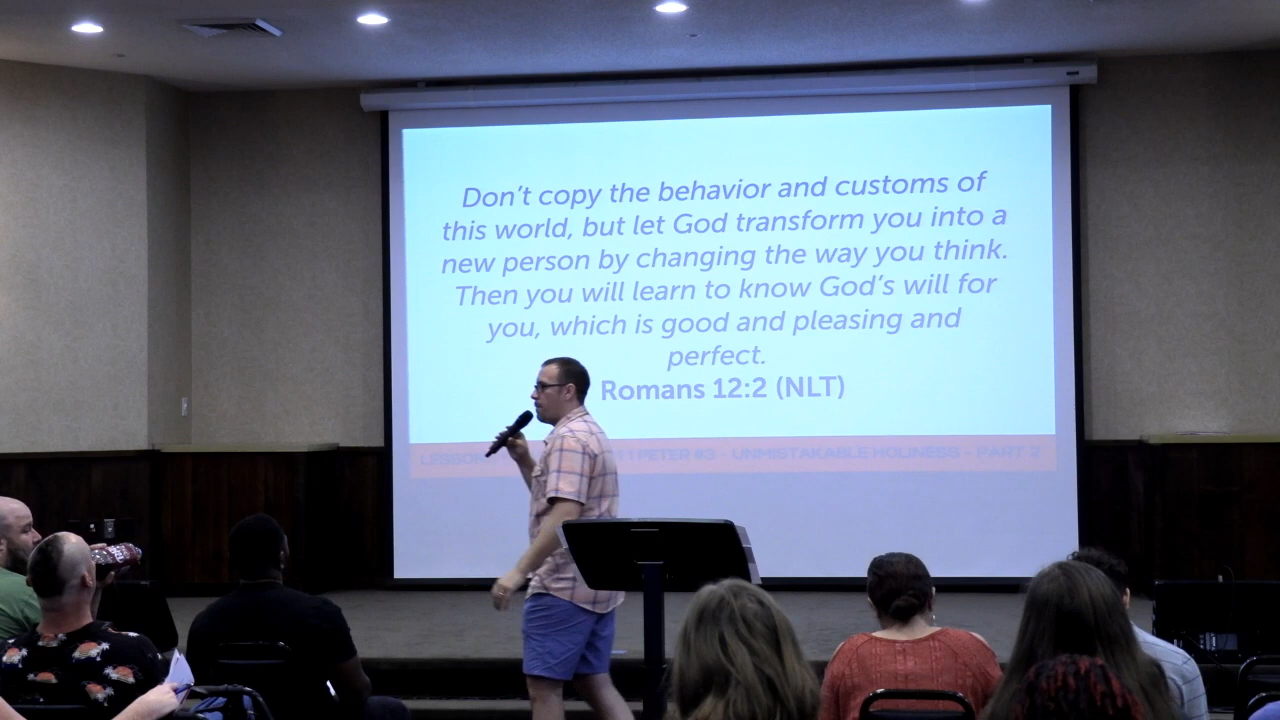 Don't copy the behavior and customs of
this world, but let God transform you into a
new person by changing the way you think.
Then you will learn to know God's will for
you, which is good and pleasing and
perfect.
Romans 12:2 (NLT)
LESSON 1 PETER #3 - UNMISTAKABLE HOLINESS - PART 2